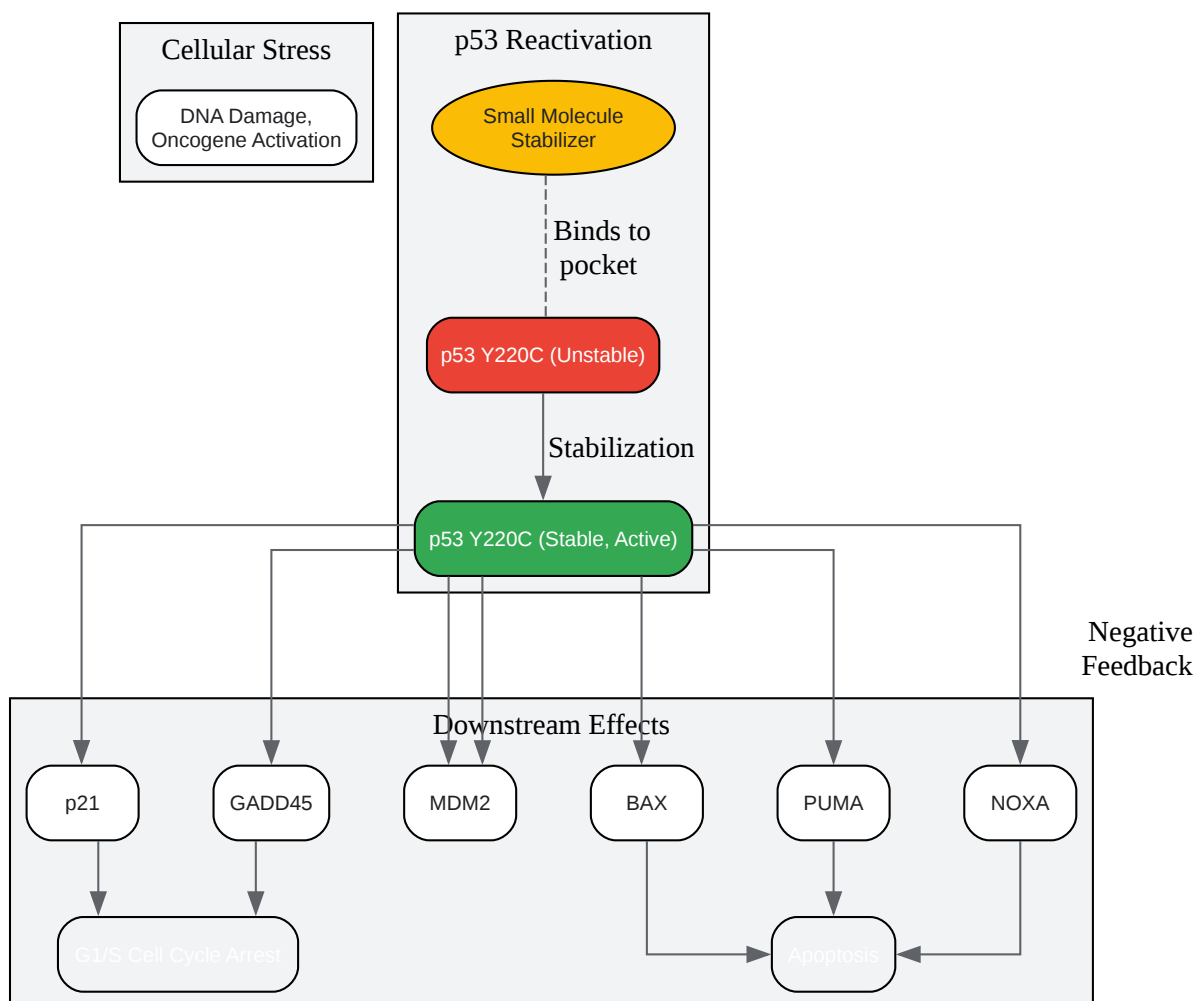 Cellular Stress
DNA Damage,
Oncogene Activation
p53 Reactivation
Small Molecule
Stabilizer
Binds to
pocket
p53 Y220C (Unstable)
Stabilization
p53 Y220C (Stable, Active)
Negative
Feedback
Downstream Effects
p21
GADD45
MDM2
BAX
PUMA
NOXA
G1/S Cell Cycle Arrest
Apoptosis